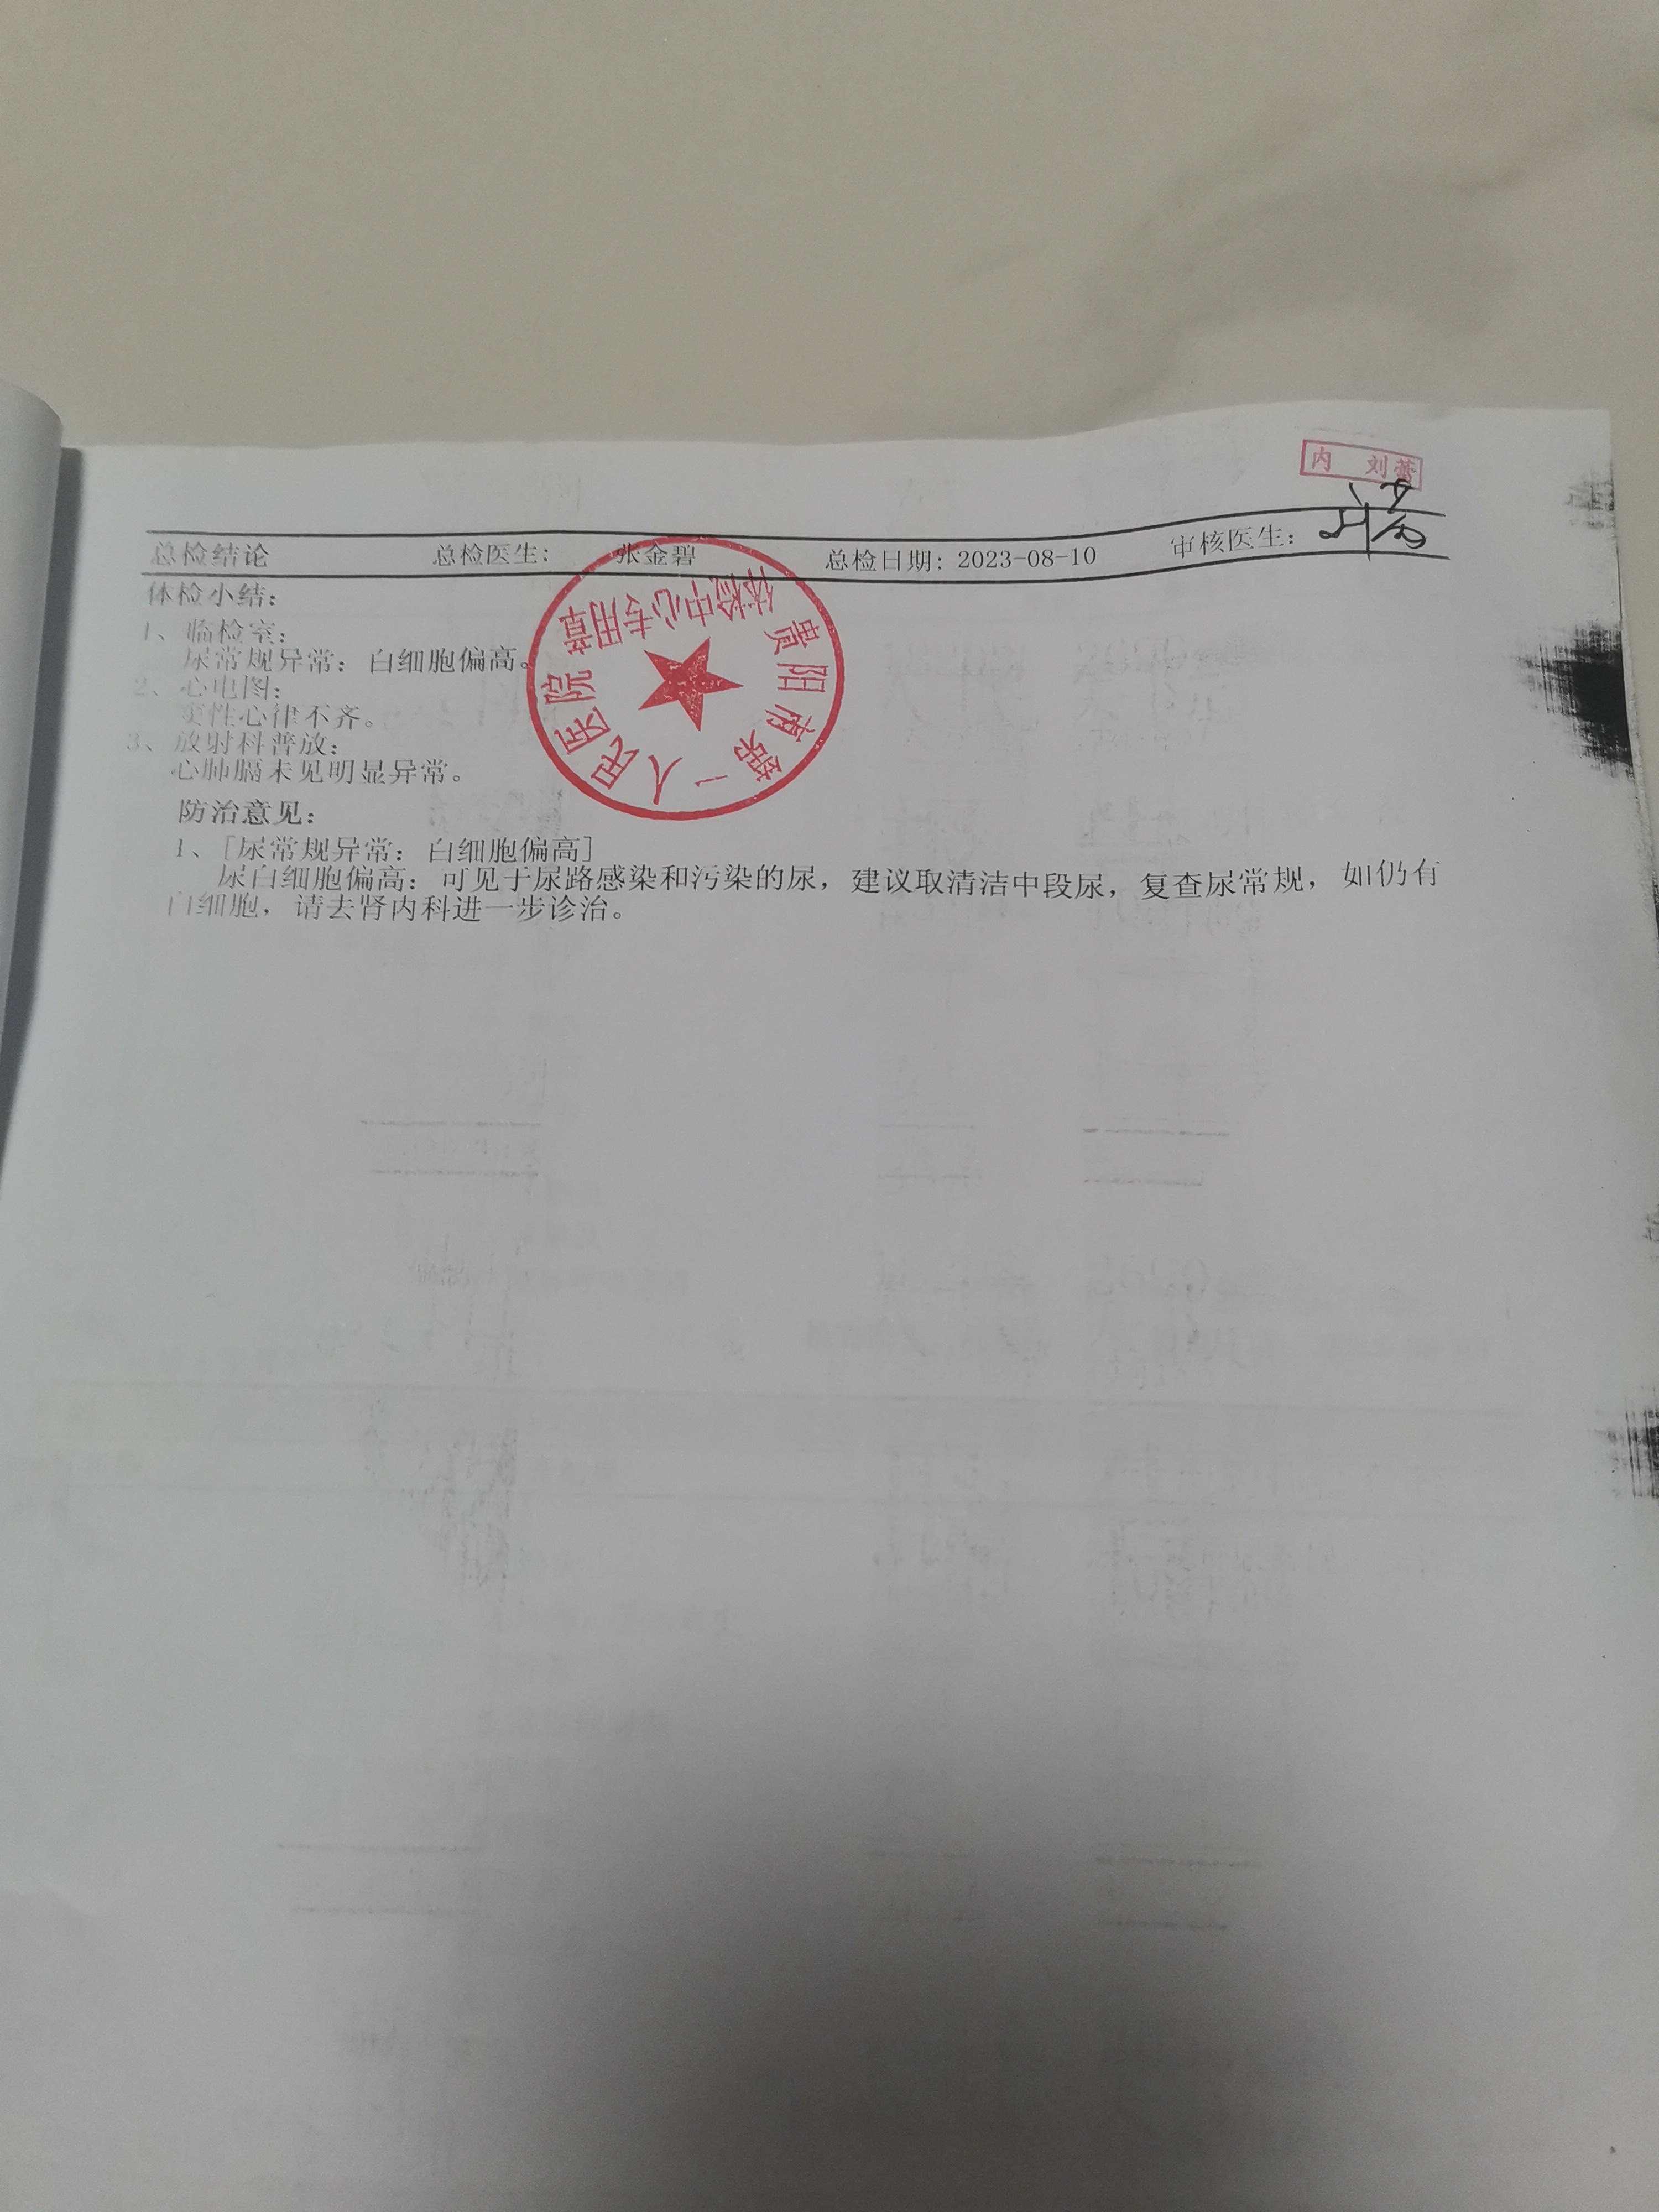 内 刘蕾
总检结论 总检医生: 张金碧 总检日期: 2023-08-10 审核医生:
体检小结:
1、临检室:
尿常规异常: 白细胞偏高。
2、心电图:
窦性心律不齐。
3、放射科普放:
心肺膈未见明显异常。
贵阳市第一人民医院
体检中心专用章
防治意见:
1、[尿常规异常: 白细胞偏高]
尿白细胞偏高: 可见于尿路感染和污染的尿, 建议取清洁中段尿, 复查尿常规, 如仍有
白细胞, 请去肾内科进一步诊治。